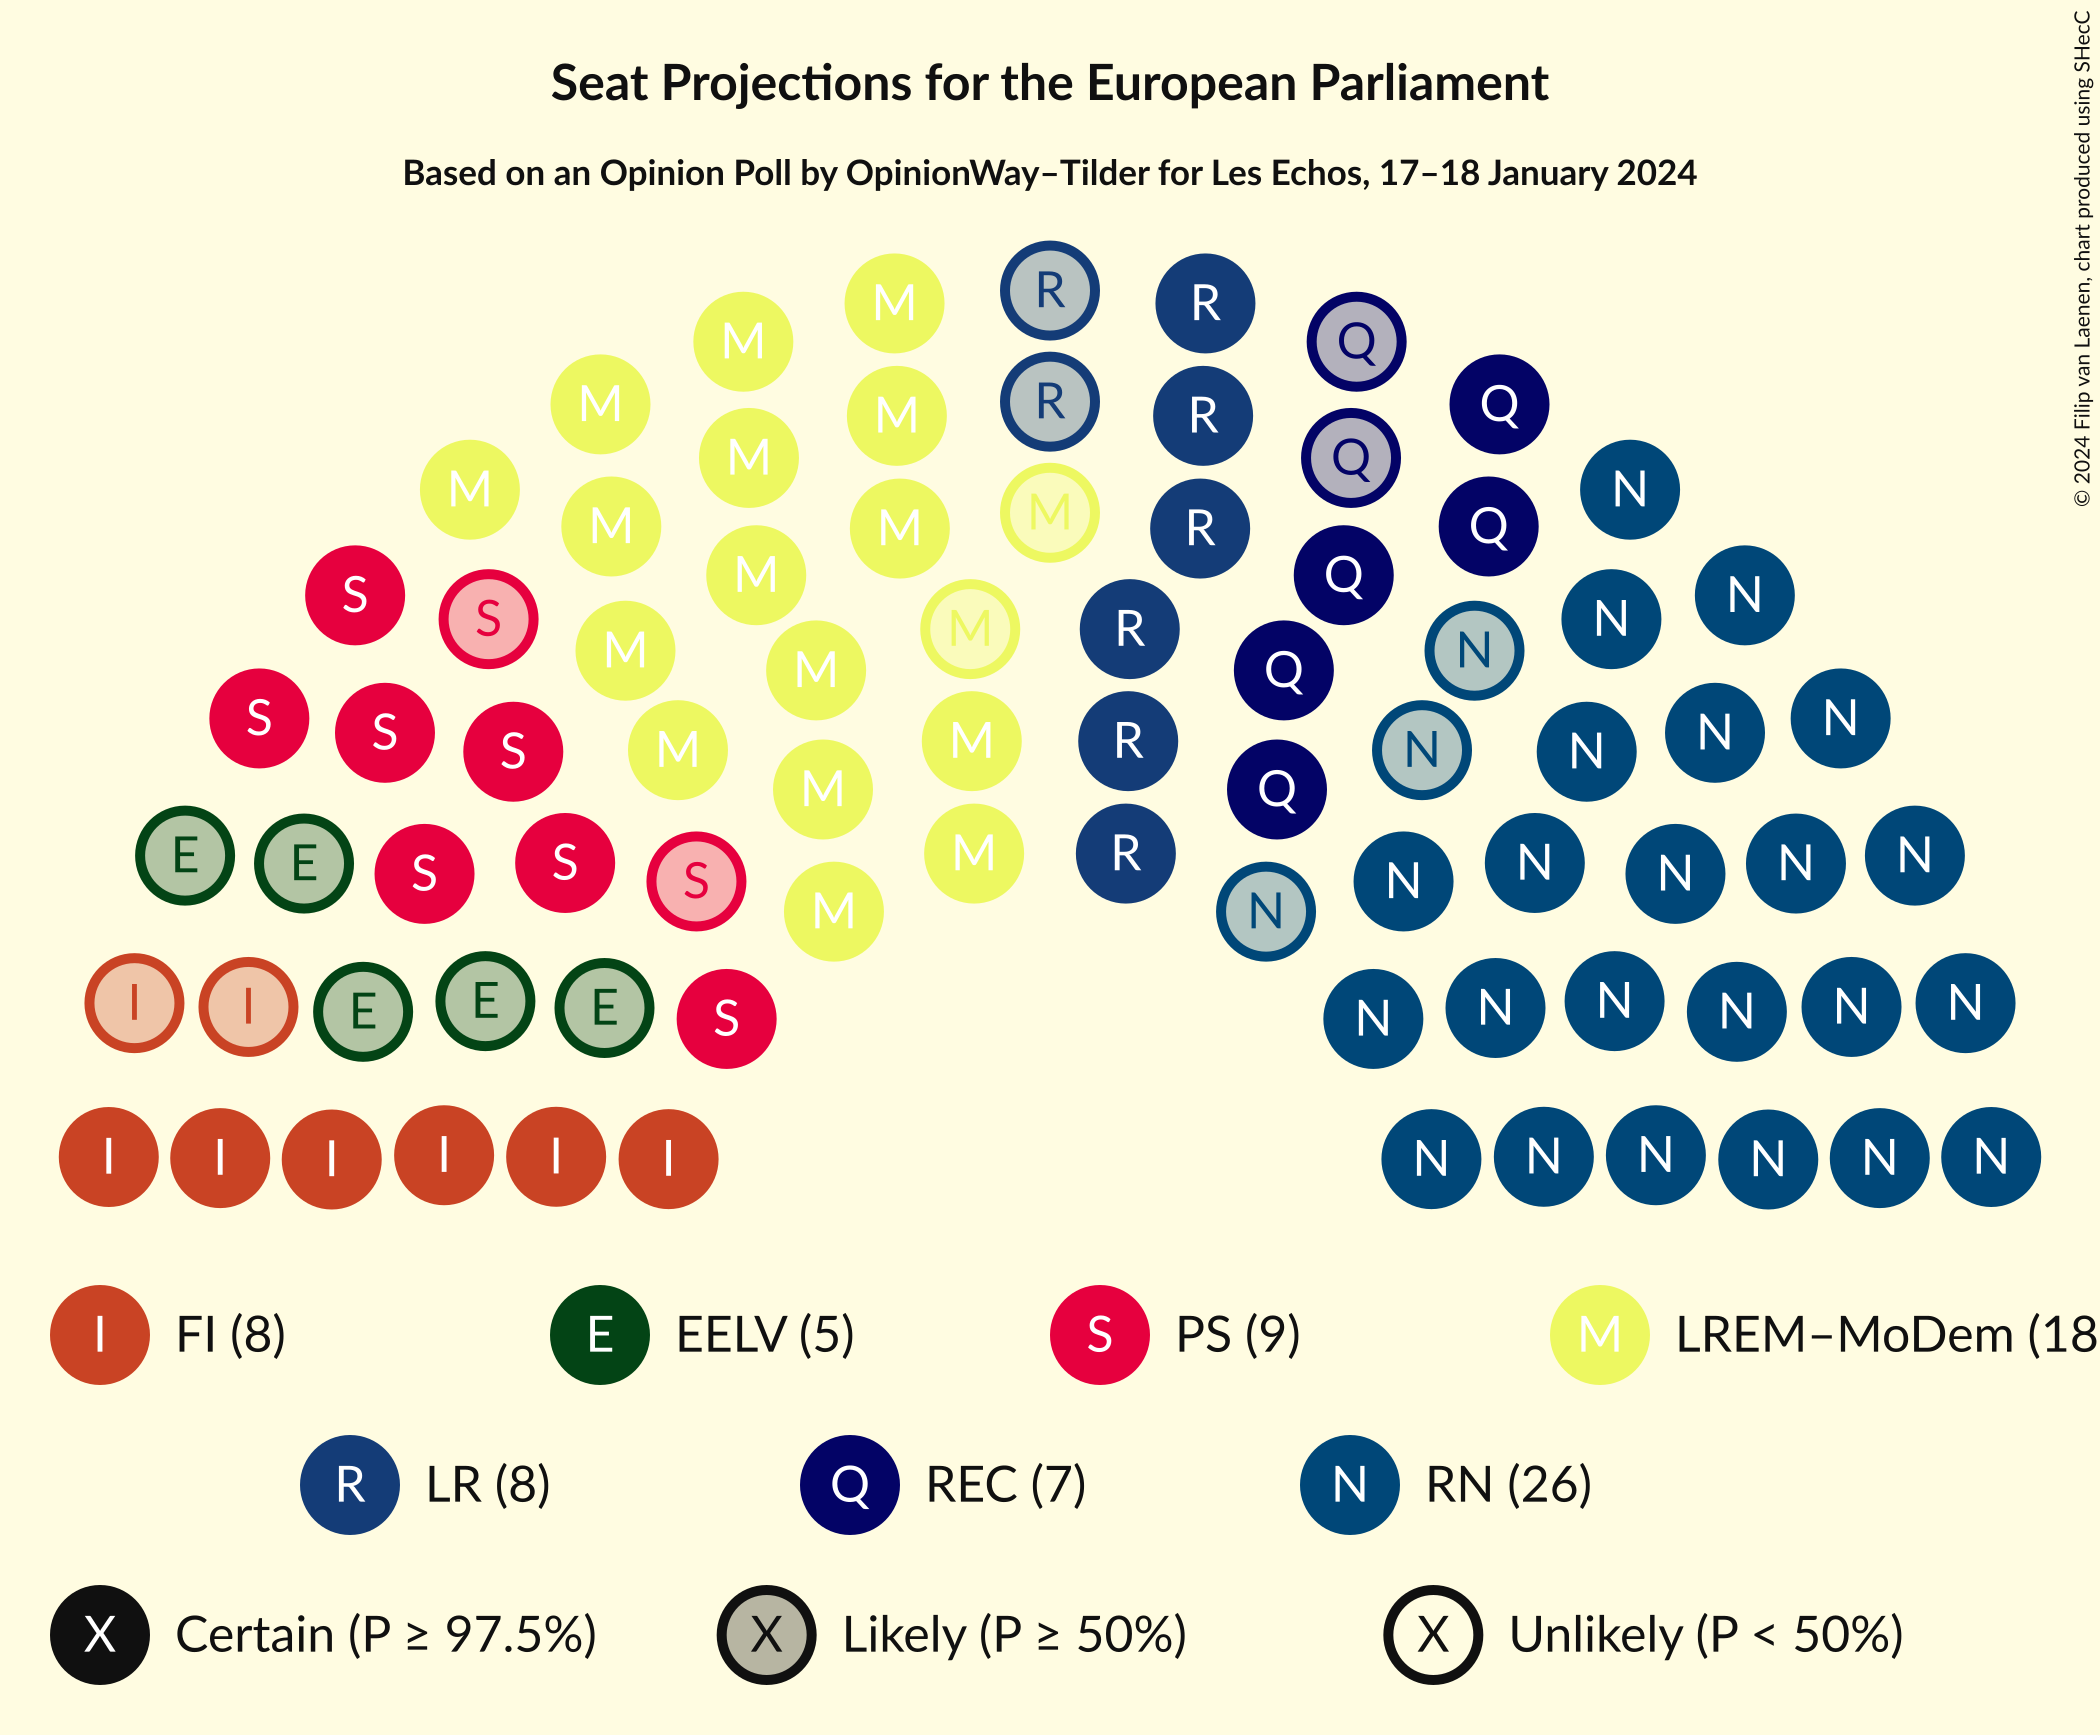 Seat Projections for the European Parliament
Based on an Opinion Poll by OpinionWay–Tilder for Les Echos, 17–18 January 2024
© 2024 Filip van Laenen, chart produced using SHecC
M R R Q
M M R Q Q
M M M R Q N
M M M R Q
S S M M R Q N N
M M M R Q N
S S S M M R Q N N N N
M M Q
E E S S S M M R N N N N N N
I I E E E S N N N N N N
I I I I I I N N N N N N
I FI (8) E EELV (5) S PS (9) M LREM–MoDem (18
R LR (8) Q REC (7) N RN (26)
X Certain (P ≥ 97.5%) X Likely (P ≥ 50%) X Unlikely (P < 50%)